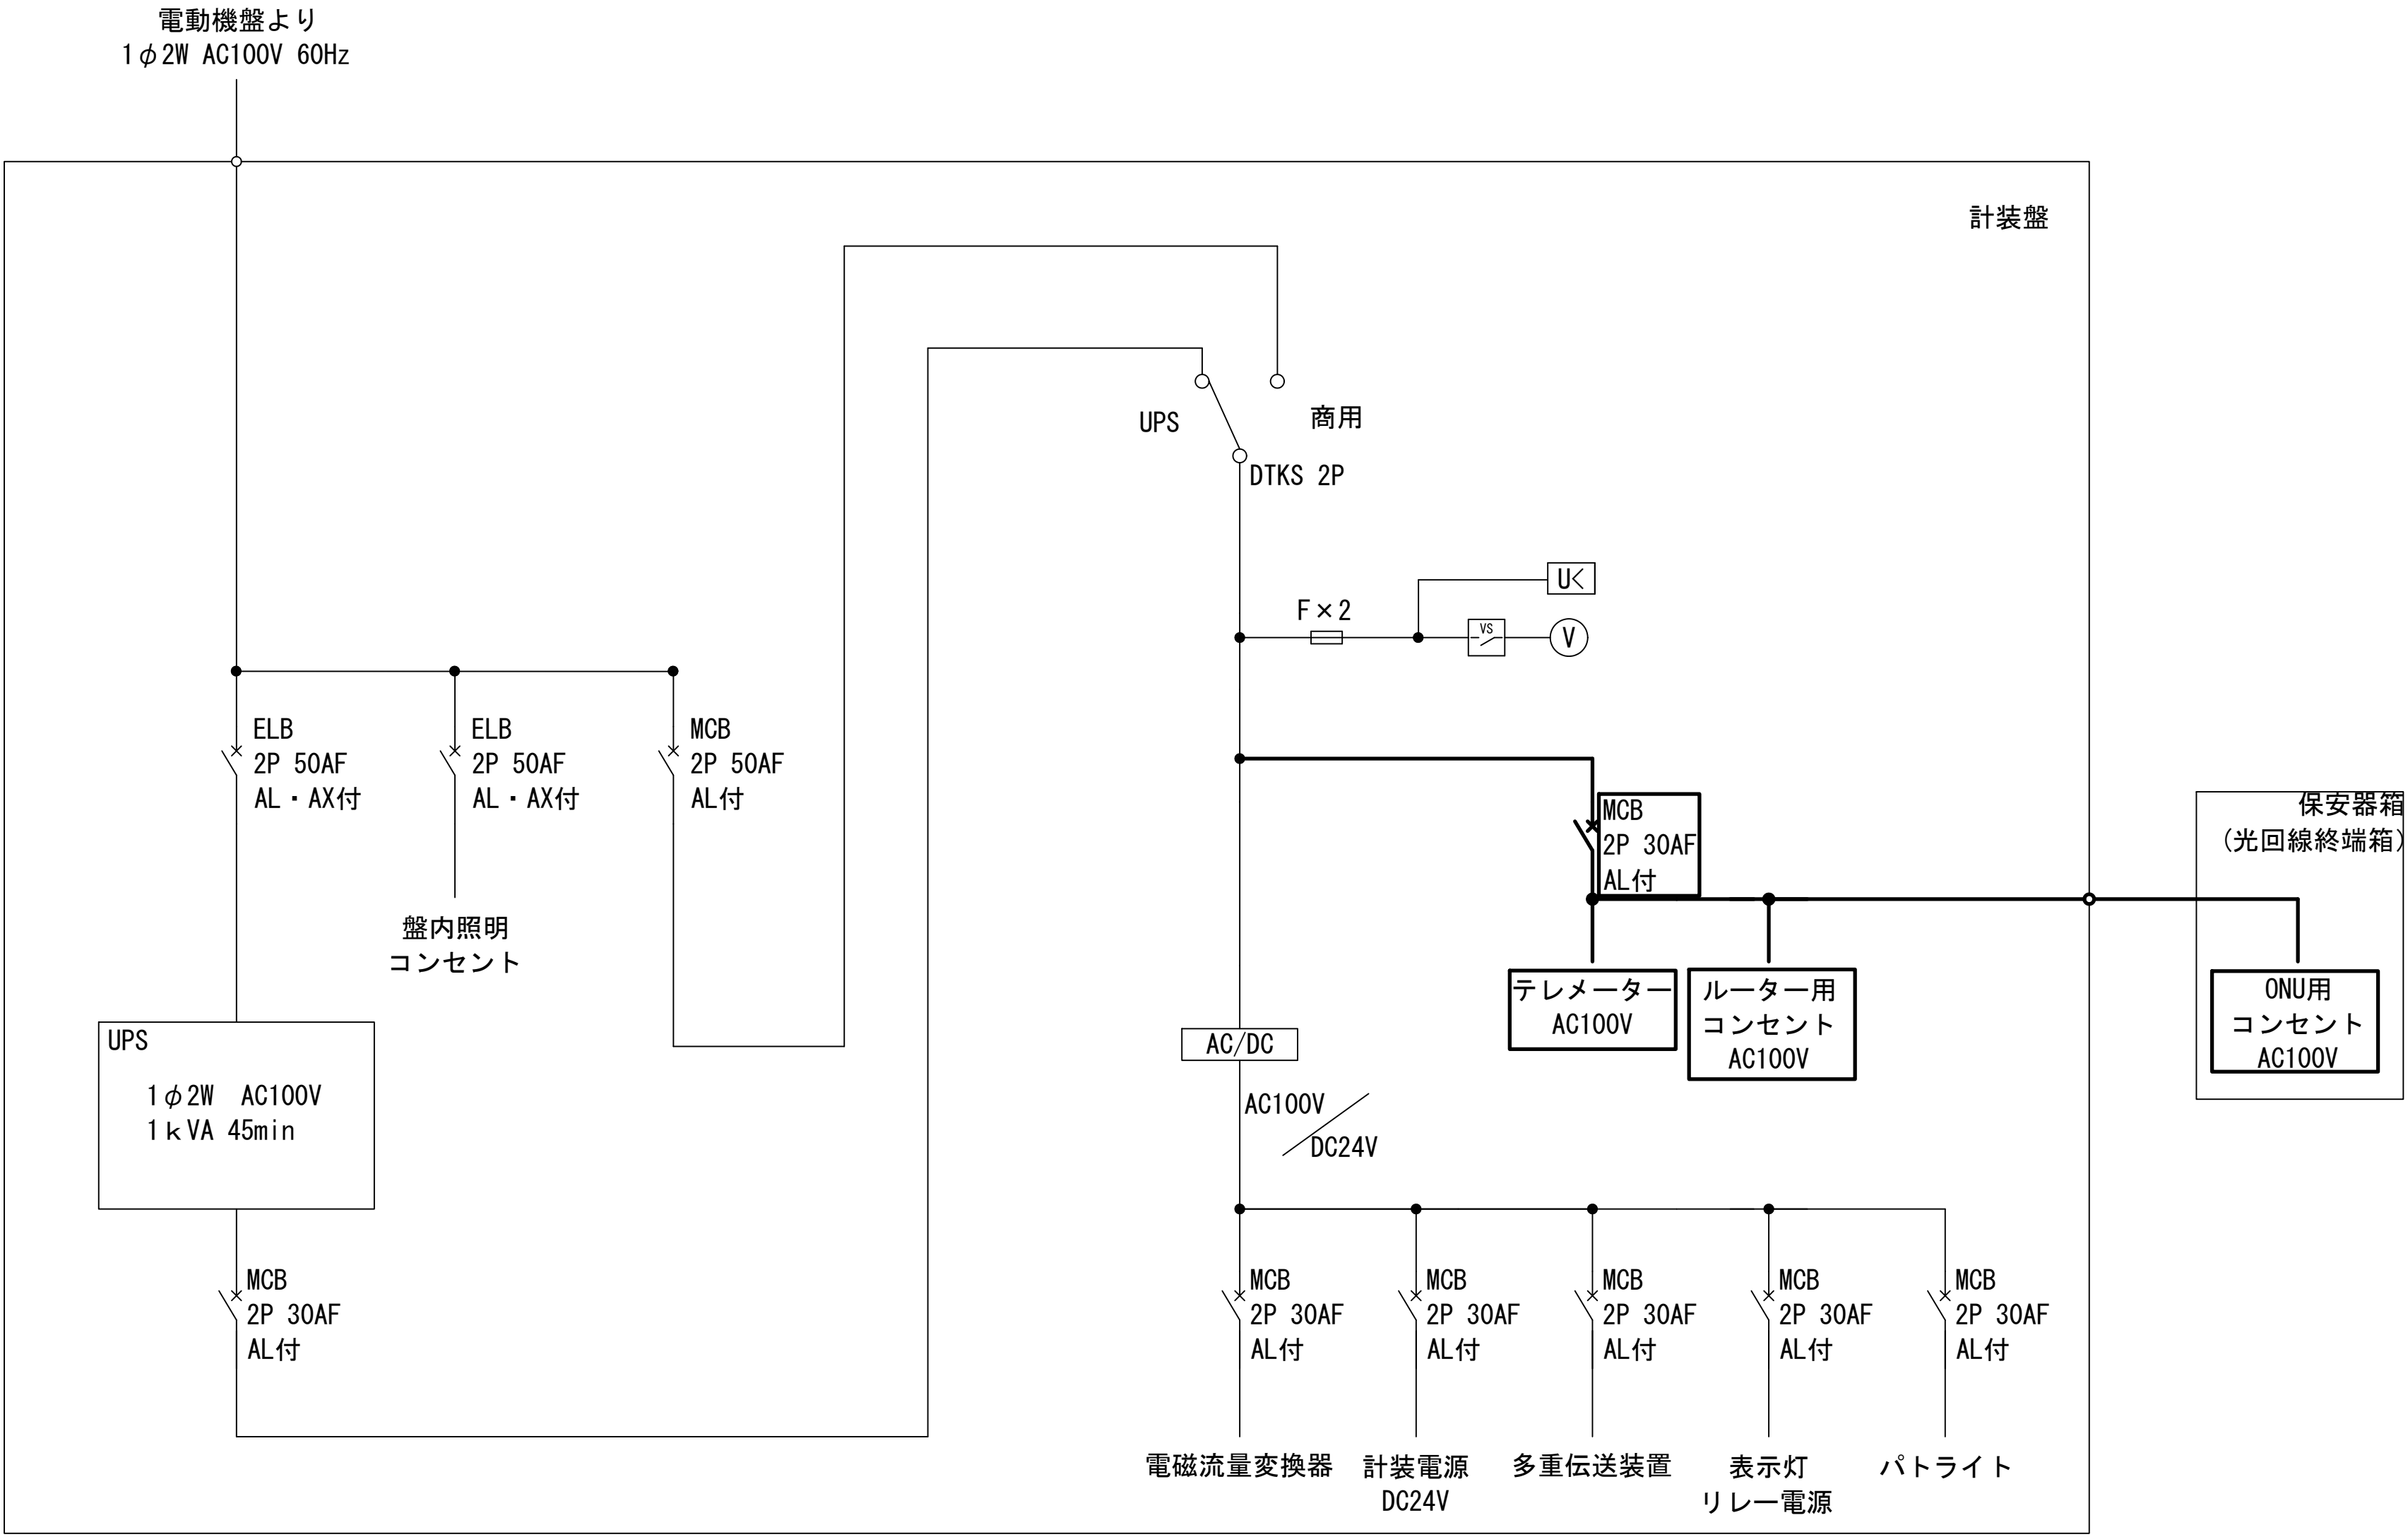 電動機盤より
1φ2W AC100V 60Hz
計装盤
UPS
商用
DTKS 2P
F×2
U<
VS
V
ELB
2P 50AF
AL・AX付
ELB
2P 50AF
AL・AX付
MCB
2P 50AF
AL付
盤内照明
コンセント
MCB
2P 30AF
AL付
保安器箱
(光回線終端箱)
テレメーター
AC100V
ルーター用
コンセント
AC100V
ONU用
コンセント
AC100V
UPS
1φ2W AC100V
1kVA 45min
AC/DC
AC100V
DC24V
MCB
2P 30AF
AL付
MCB
2P 30AF
AL付
MCB
2P 30AF
AL付
MCB
2P 30AF
AL付
MCB
2P 30AF
AL付
MCB
2P 30AF
AL付
電磁流量変換器
計装電源
DC24V
多重伝送装置
表示灯
リレー電源
パトライト